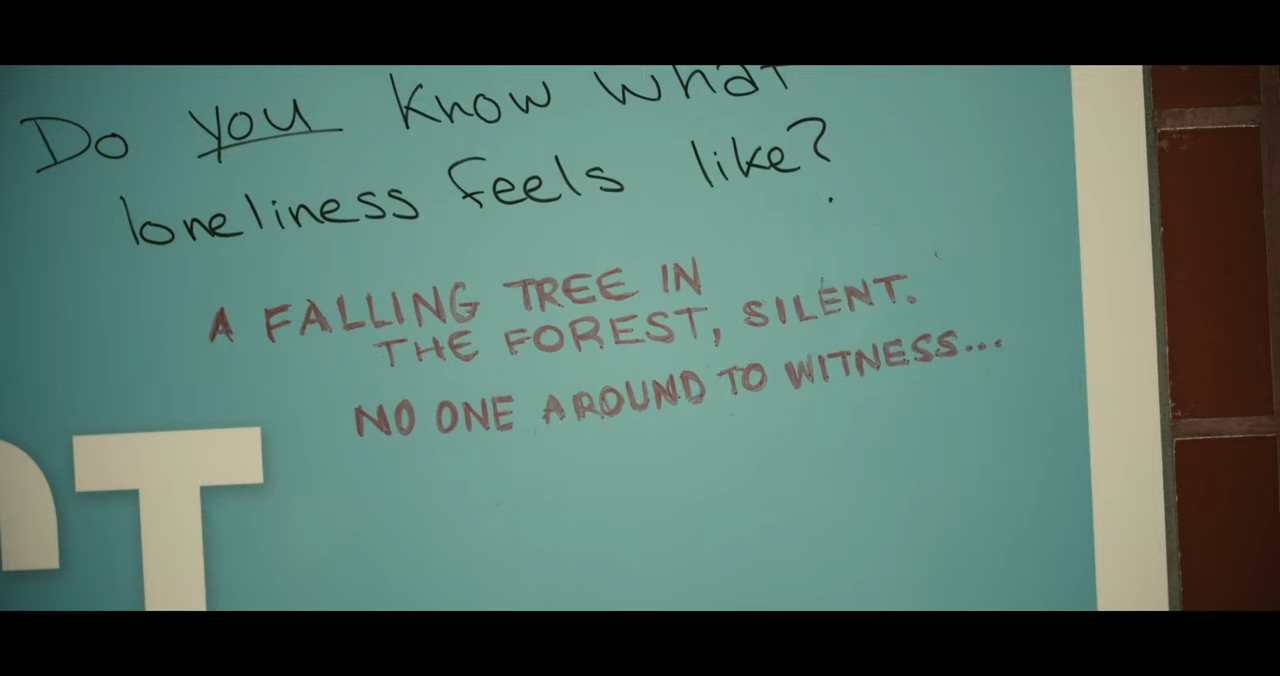 Do you know what
loneliness feels like?
A FALLING TREE IN
THE FOREST, SILENT.
NO ONE AROUND TO WITNESS...
T